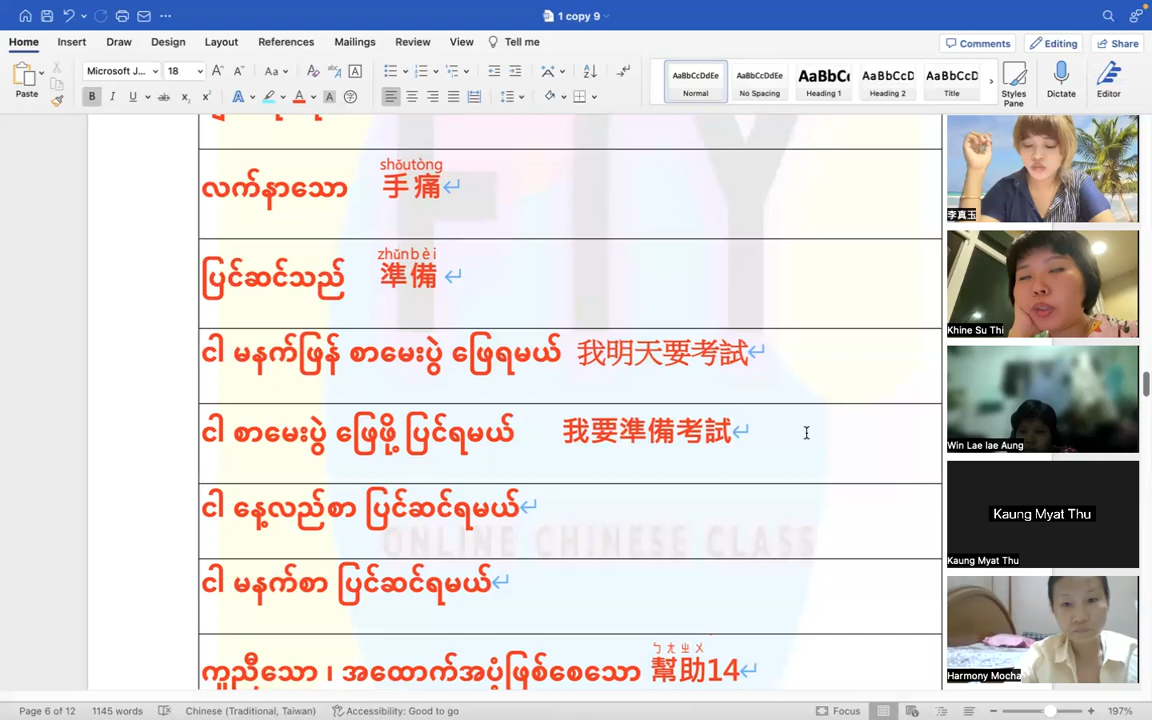 1 copy 9
Home Insert Draw Design Layout References Mailings Review View Tell me
Comments Editing Share
Paste
Microsoft J... 18
AaBbCcDdEe AaBbCcDdEe AaBbC AaBbCcD AaBbCcD
Normal No Spacing Heading 1 Heading 2 Title
Styles Pane
Dictate
Editor
shǒutòng
လက်နာသော 手痛
zhǔnbèi
ပြင်ဆင်သည် 準備
ငါ မနက်ဖြန် စာမေးပွဲ ဖြေရမယ် 我明天要考試
ငါ စာမေးပွဲ ဖြေဖို့ ပြင်ရမယ် 我要準備考試
ငါ နေ့လည်စာ ပြင်ဆင်ရမယ်
ONLINE CHINESE CLASS
ငါ မနက်စာ ပြင်ဆင်ရမယ်
ㄅㄤ ㄓㄨ
ကူညီသော ၊ အထောက်အပံ့ဖြစ်စေသော 幫助14
李真玉
Khine Su Thi
Win Lae lae Aung
Kaung Myat Thu
Kaung Myat Thu
Harmony Mocha
Page 6 of 12 1145 words Chinese (Traditional, Taiwan) Accessibility: Good to go Focus 197%